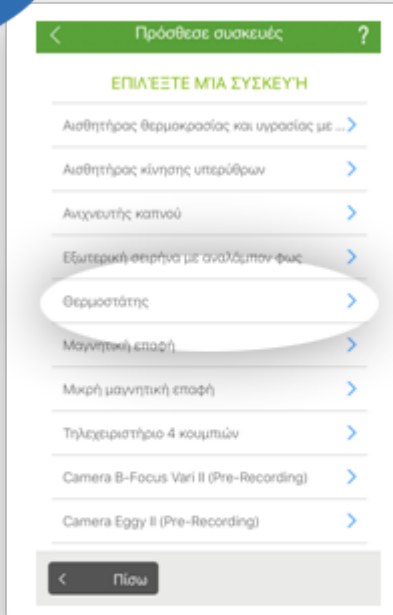 Πρόσθεσε συσκευές ?
ΕΠΙΛΈΞΤΕ ΜΊΑ ΣΥΣΚΕΥΉ
Αισθητήρας θερμοκρασίας και υγρασίας με ...
Αισθητήρας κίνησης υπερύθρων
Ανιχνευτής καπνού
Εξωτερική σειρήνα με αναλάμπον φως
Θερμοστάτης
Μαγνητική επαφή
Μικρή μαγνητική επαφή
Τηλεχειριστήριο 4 κουμπιών
Camera B-Focus Vari II (Pre-Recording)
Camera Eggy II (Pre-Recording)
Πίσω